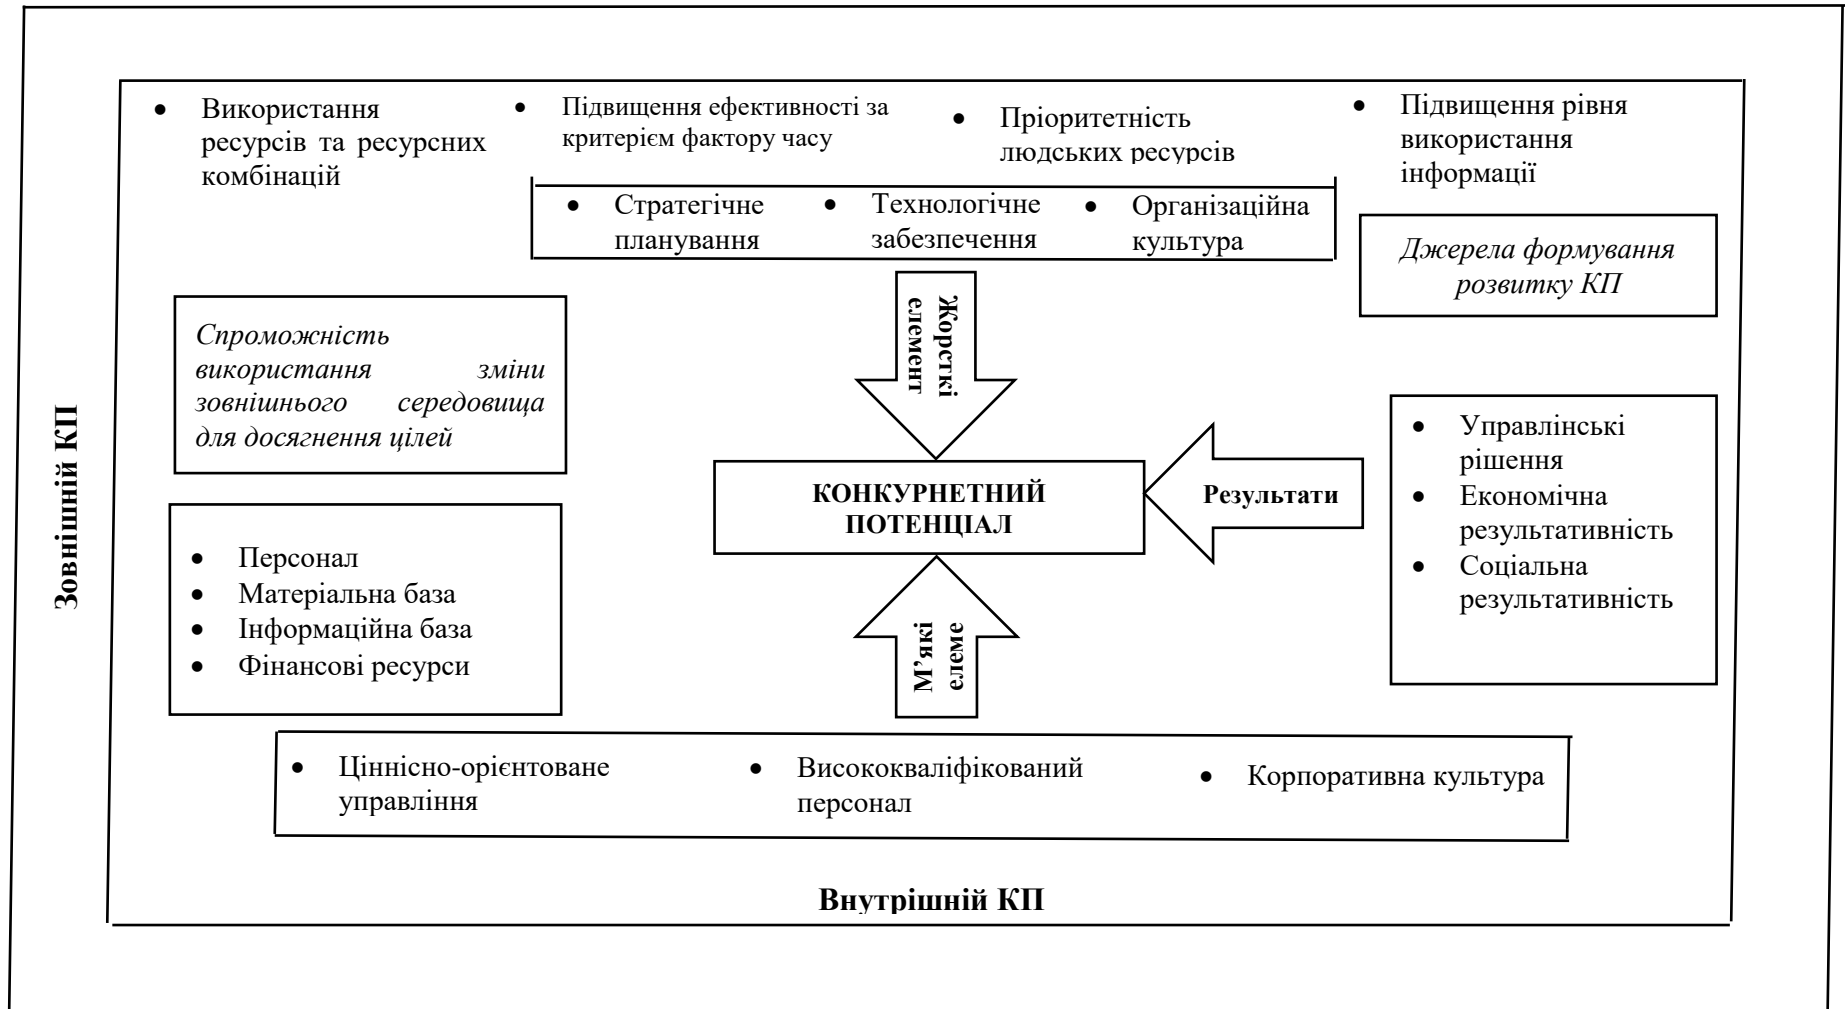 • Використання
ресурсів та ресурсних
комбінацій
• Підвищення ефективності за
критерієм фактору часу
• Пріоритетність
людських ресурсів
• Підвищення рівня
використання
інформації
• Стратегічне
планування
• Технологічне
забезпечення
• Організаційна
культура
Джерела формування
розвитку КП
Жорсткі
елемент
Спроможність
використання зміни
зовнішнього середовища
для досягнення цілей
Зовнішній КП
КОНКУРНЕТНИЙ
ПОТЕНЦІАЛ
Результати
• Управлінські
рішення
• Економічна
результативність
• Соціальна
результативність
• Персонал
• Матеріальна база
• Інформаційна база
• Фінансові ресурси
М’які
елеме
• Ціннісно-орієнтоване
управління
• Висококваліфікований
персонал
• Корпоративна культура
Внутрішній КП